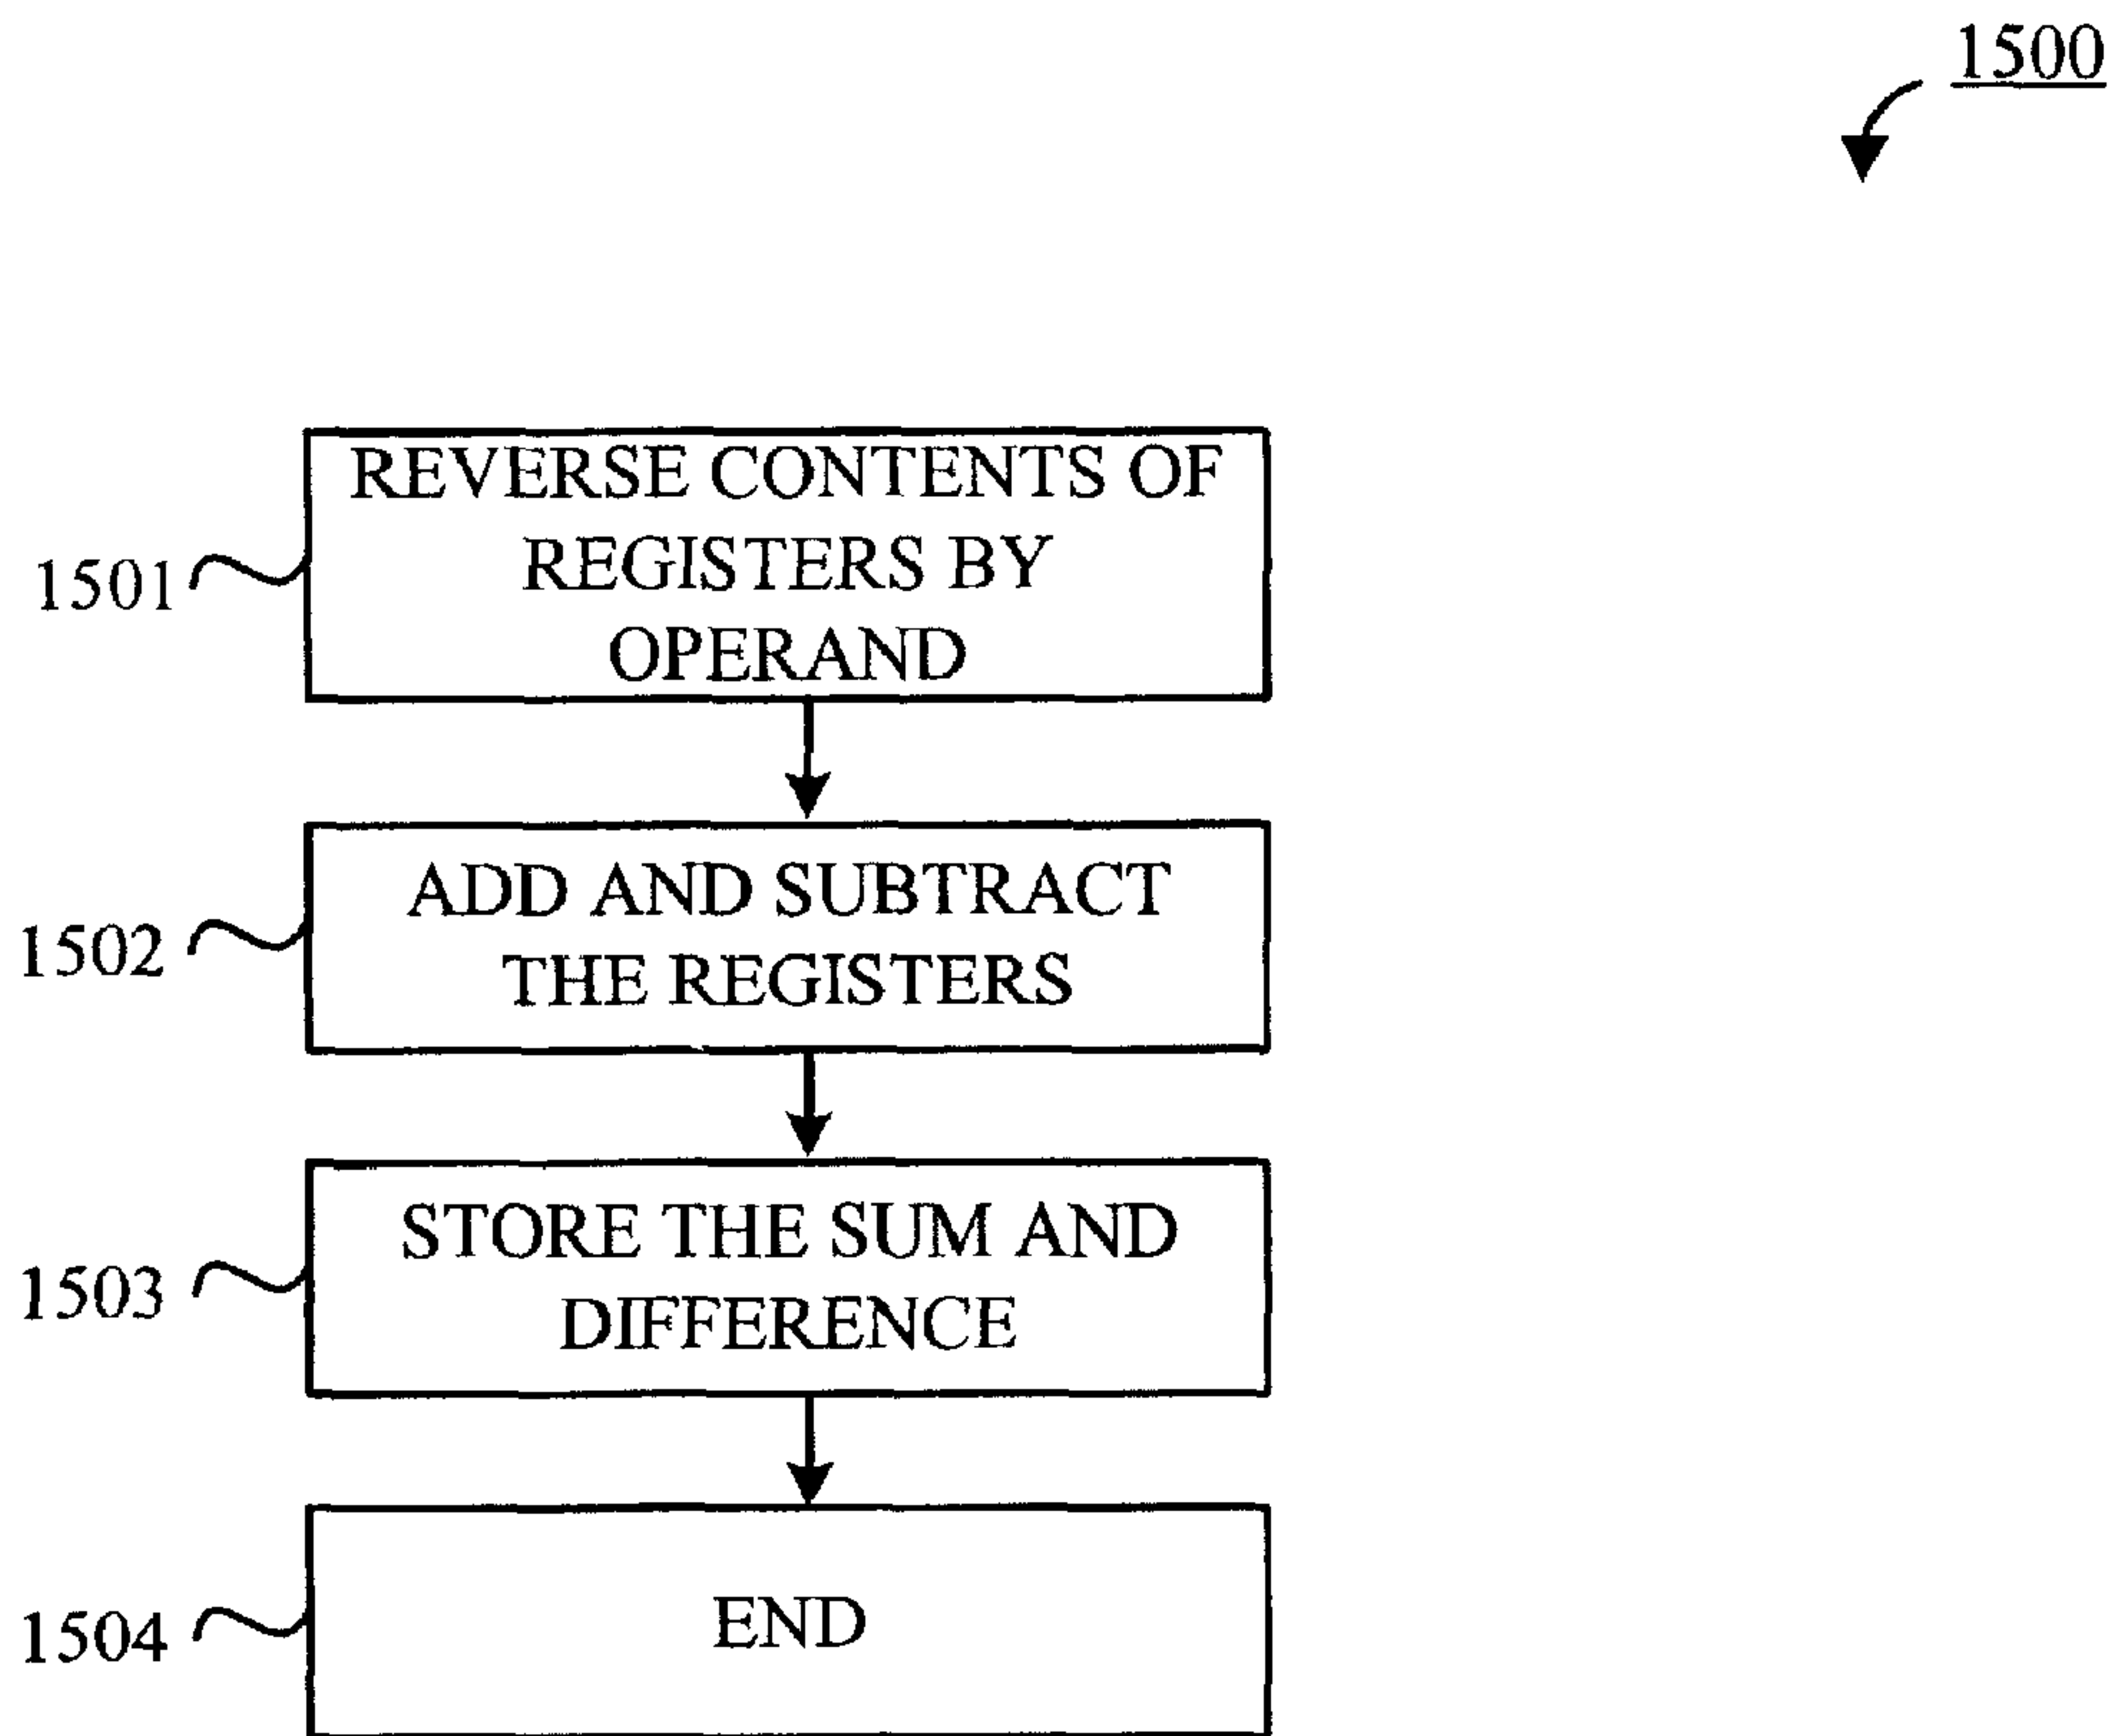 1500
REVERSE CONTENTS OF
REGISTERS BY
OPERAND
1501
ADD AND SUBTRACT
THE REGISTERS
1502
STORE THE SUM AND
DIFFERENCE
1503
END
1504